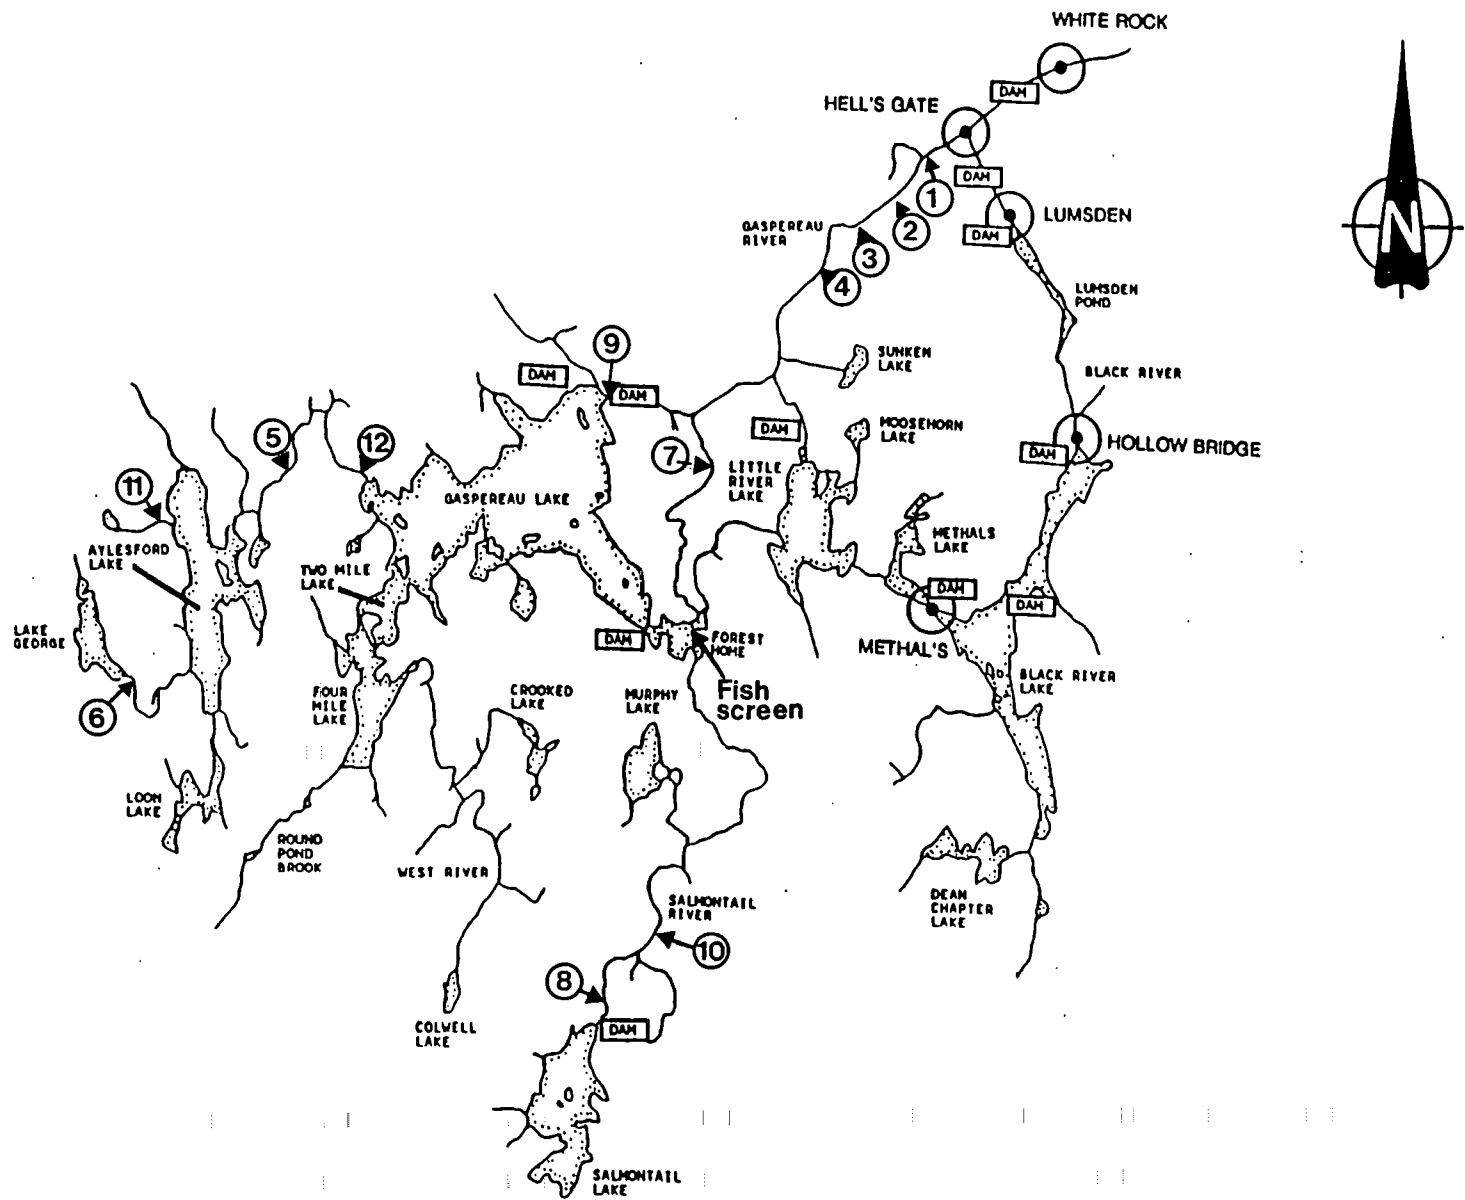 WHITE ROCK
DAM
HELL'S GATE
DAM
1
LUMSDEN
2
GASPEREAU
RIVER
DAM
3
4
LUMSDEN
POND
N
9
SUNKEN
LAKE
DAM
DAM
BLACK RIVER
5
12
DAM
MOOSEHORN
LAKE
HOLLOW BRIDGE
DAM
7
LITTLE
RIVER
LAKE
11
GASPEREAU LAKE
METHALS
LAKE
AYLESFORD
LAKE
TWO MILE
LAKE
DAM
DAM
LAKE
GEORGE
DAM
FOREST
HOME
METHAL'S
BLACK RIVER
LAKE
6
FOUR
MILE
LAKE
CROOKED
LAKE
MURPHY
LAKE
Fish
screen
LOON
LAKE
ROUND
POND
BROOK
WEST RIVER
SALMONTAIL
RIVER
DEAN
CHAPTER
LAKE
10
8
COLWELL
LAKE
DAM
SALMONTAIL
LAKE